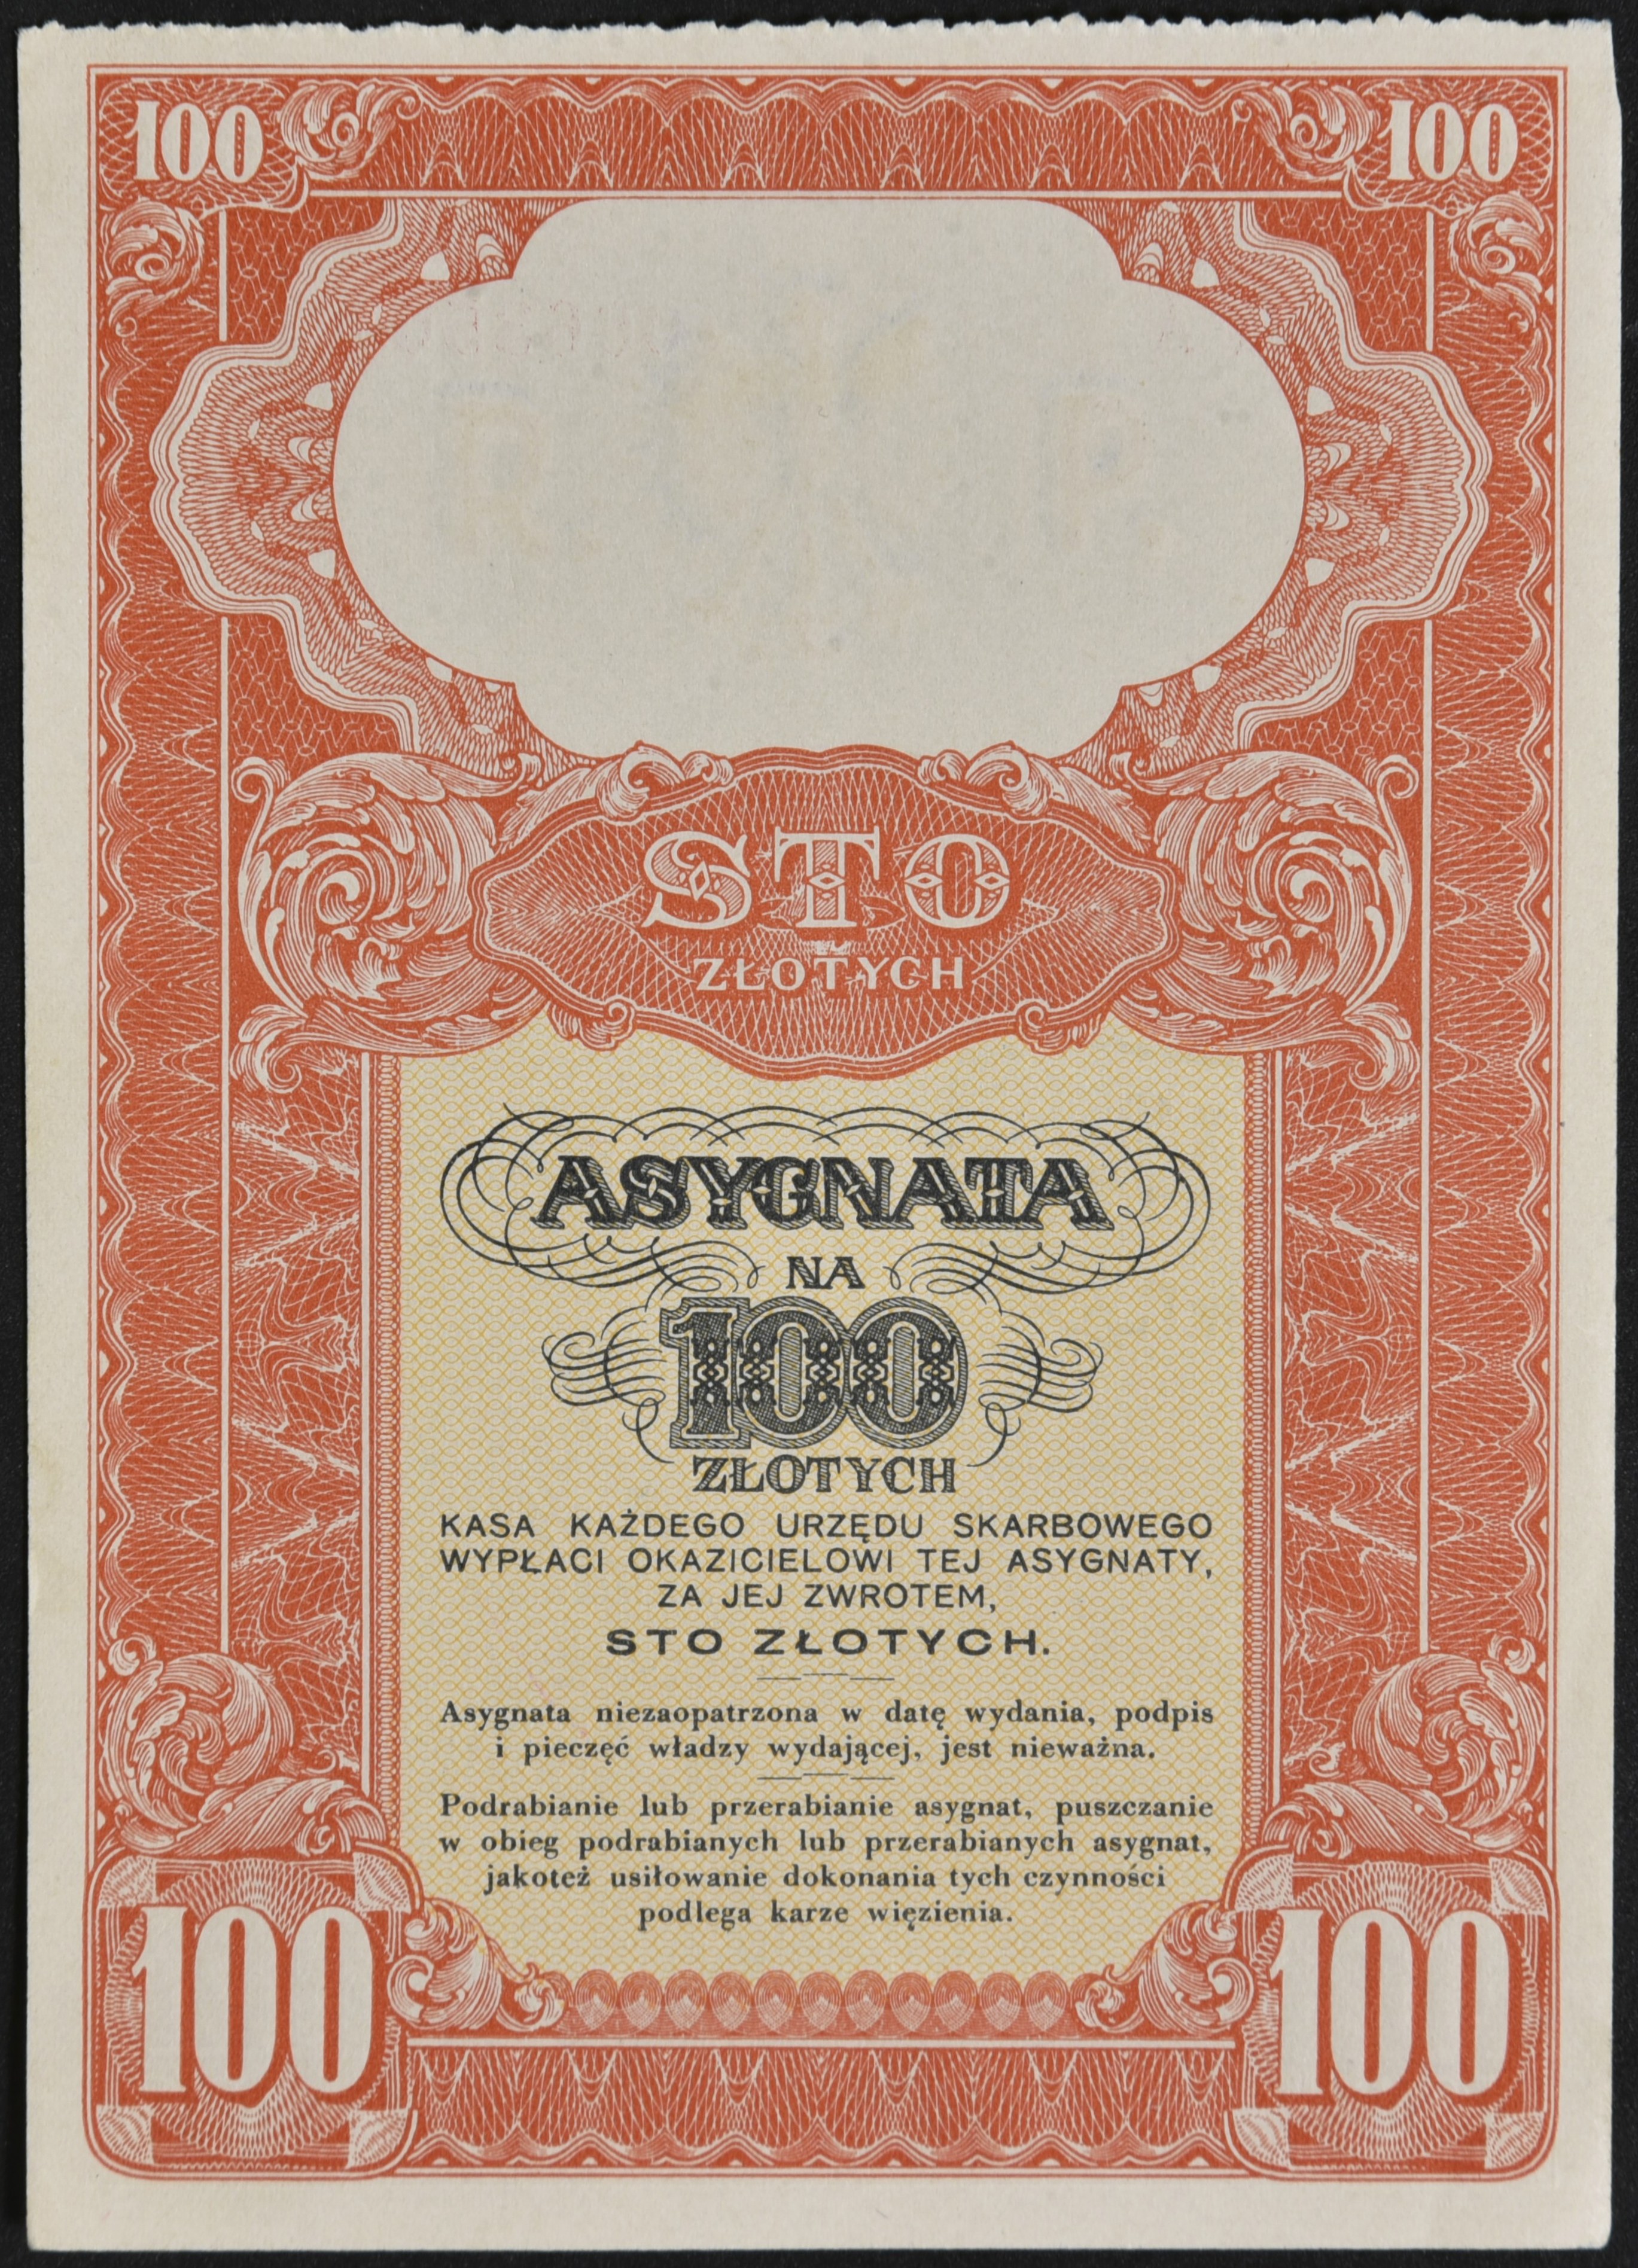 100 100
STO
ZŁOTYCH
ASYGNATA
NA
100
ZŁOTYCH
KASA KAŻDEGO URZĘDU SKARBOWEGO
WYPŁACI OKAZICIELOWI TEJ ASYGNATY,
ZA JEJ ZWROTEM,
STO ZŁOTYCH.
Asygnata niezaopatrzona w datę wydania, podpis
i pieczęć władzy wydającej, jest nieważna.
Podrabianie lub przerabianie asygnat, puszczanie
w obieg podrabianych lub przerabianych asygnat,
jakoteż usiłowanie dokonania tych czynności
podlega karze więzienia.
100 100